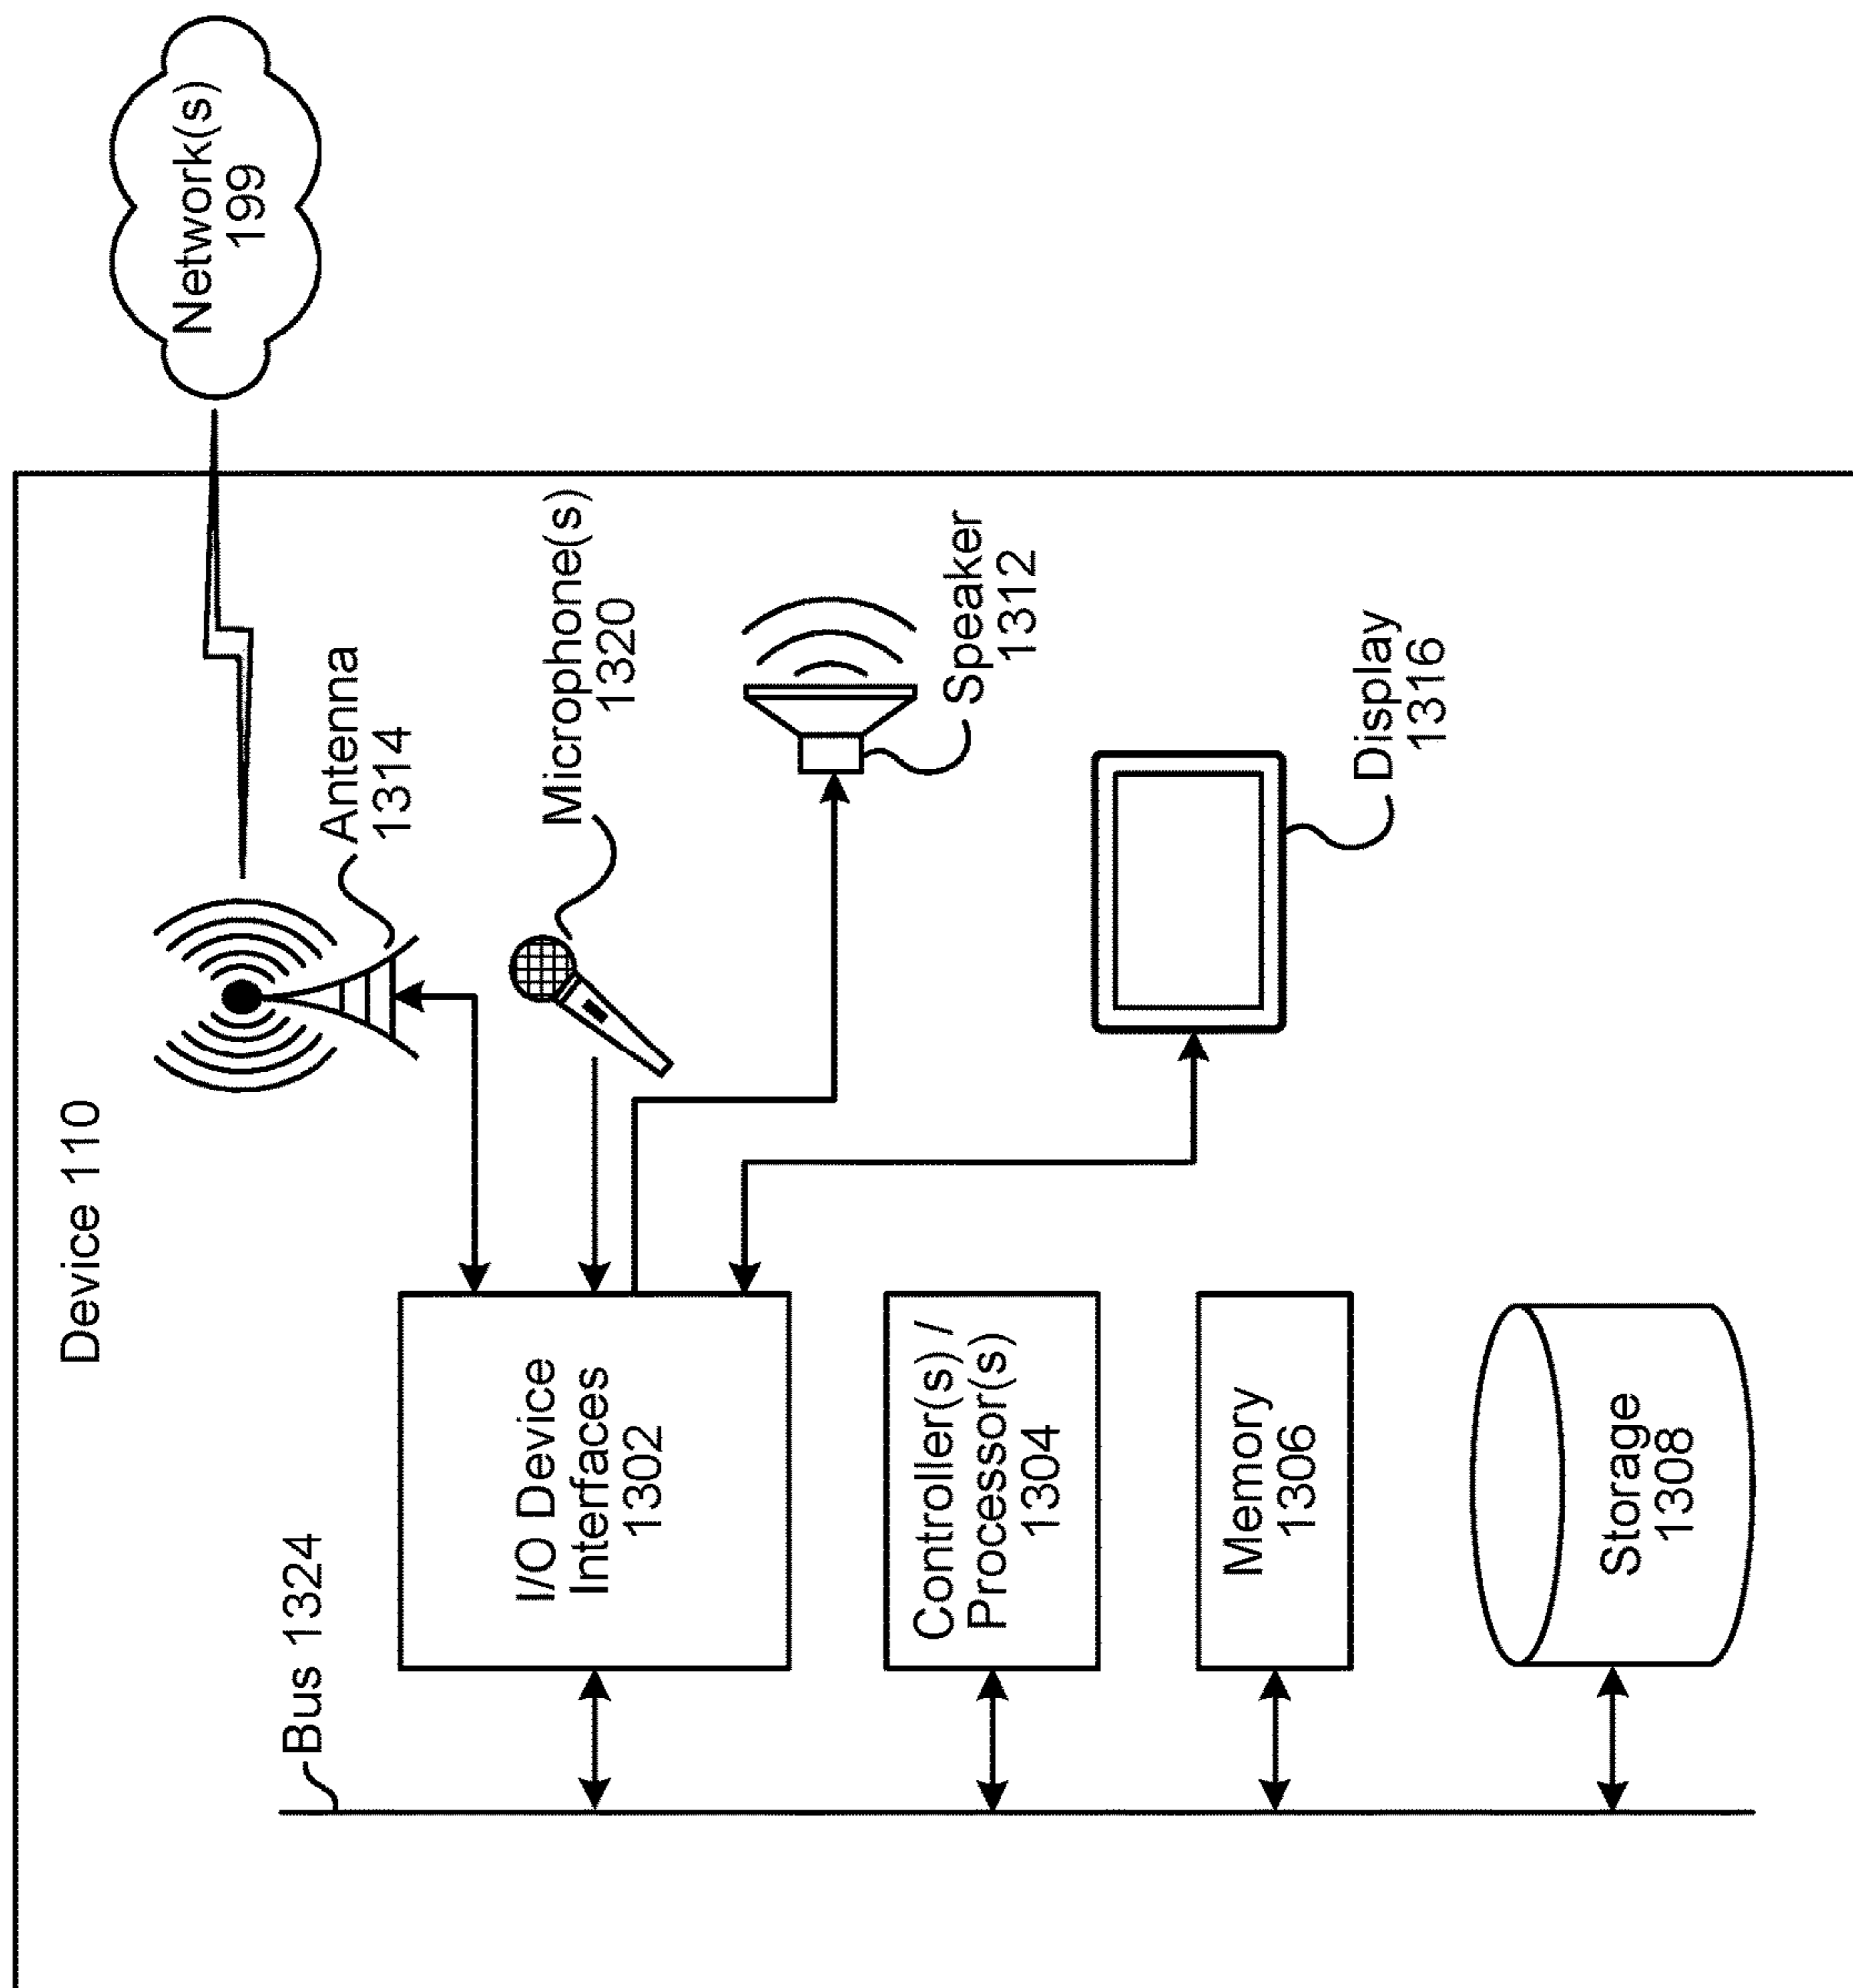 Device 110
Bus 1324
I/O Device
Interfaces
1302
Controller(s) /
Processor(s)
1304
Memory
1306
Storage
1308
Antenna
1314
Microphone(s)
1320
Speaker
1312
Display
1316
Network(s)
199